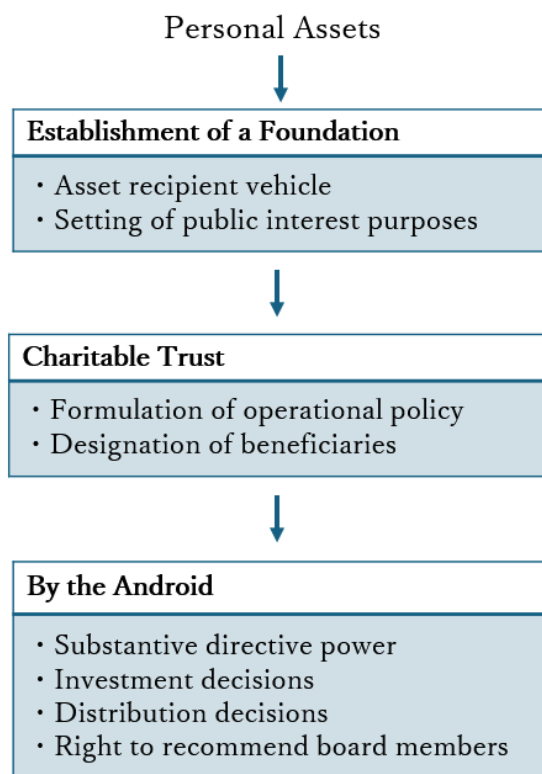 Personal Assets
Establishment of a Foundation
・Asset recipient vehicle
・Setting of public interest purposes
Charitable Trust
・Formulation of operational policy
・Designation of beneficiaries
By the Android
・Substantive directive power
・Investment decisions
・Distribution decisions
・Right to recommend board members